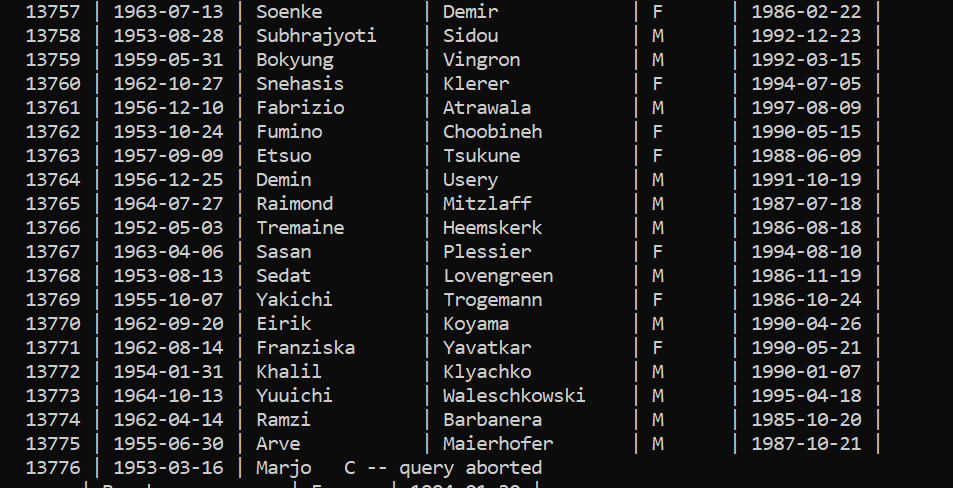 13757 | 1963-07-13 | Soenke | Demir | F | 1986-02-22 |
13758 | 1953-08-28 | Subhrajyoti | Sidou | M | 1992-12-23 |
13759 | 1959-05-31 | Bokyung | Vingron | M | 1992-03-15 |
13760 | 1962-10-27 | Snehasis | Klerer | F | 1994-07-05 |
13761 | 1956-12-10 | Fabrizio | Atrawala | M | 1997-08-09 |
13762 | 1953-10-24 | Fumino | Choobineh | F | 1990-05-15 |
13763 | 1957-09-09 | Etsuo | Tsukune | F | 1988-06-09 |
13764 | 1956-12-25 | Demin | Usery | M | 1991-10-19 |
13765 | 1964-07-27 | Raimond | Mitzlaff | M | 1987-07-18 |
13766 | 1952-05-03 | Tremaine | Heemskerk | M | 1986-08-18 |
13767 | 1963-04-06 | Sasan | Plessier | F | 1994-08-10 |
13768 | 1953-08-13 | Sedat | Lovengreen | M | 1986-11-19 |
13769 | 1955-10-07 | Yakichi | Trogemann | F | 1986-10-24 |
13770 | 1962-09-20 | Eirik | Koyama | M | 1990-04-26 |
13771 | 1962-08-14 | Franziska | Yavatkar | F | 1990-05-21 |
13772 | 1954-01-31 | Khalil | Klyachko | M | 1990-01-07 |
13773 | 1964-10-13 | Yuuichi | Waleschkowski | M | 1995-04-18 |
13774 | 1962-04-14 | Ramzi | Barbanera | M | 1985-10-20 |
13775 | 1955-06-30 | Arve | Maierhofer | M | 1987-10-21 |
13776 | 1953-03-16 | Marjo C -- query aborted